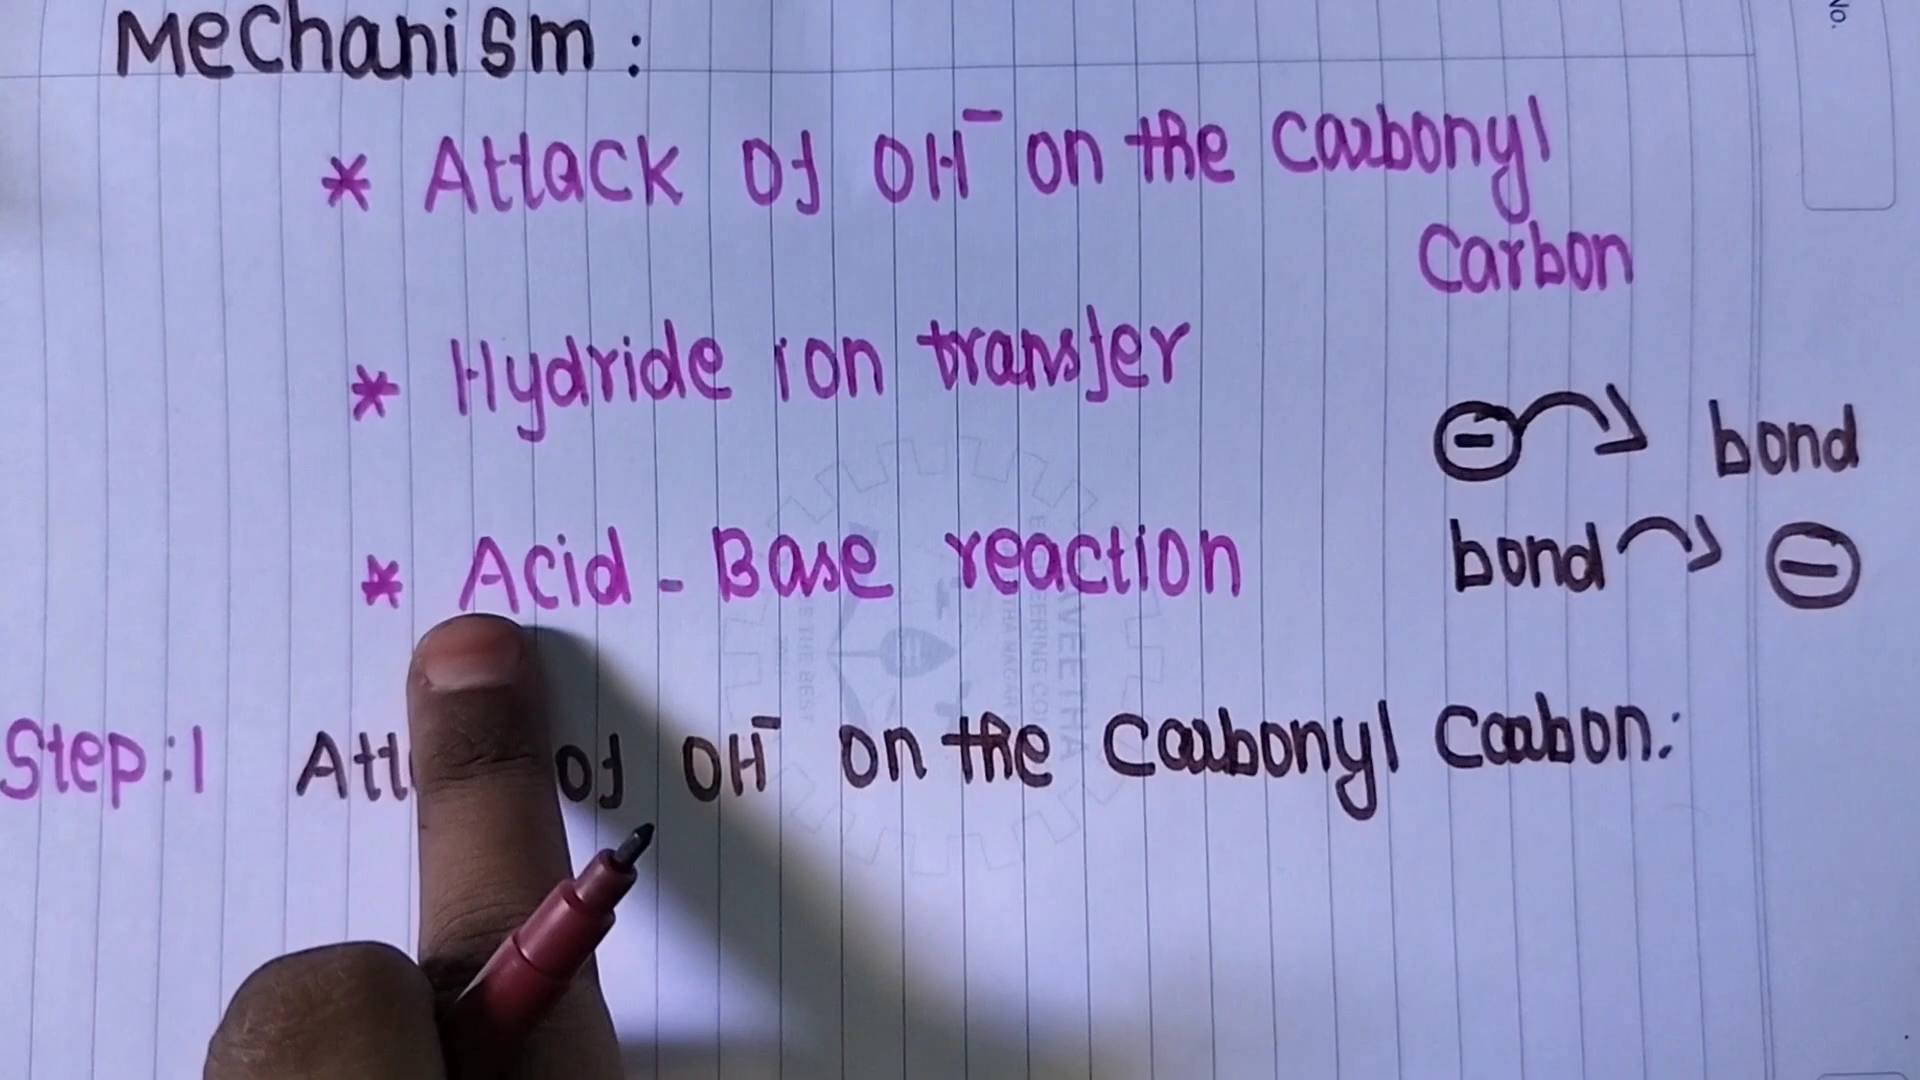 Mechanism :
* Attack of OH⁻ on the carbonyl
Carbon
* Hydride ion transfer
⊖ bond
* Acid - Base reaction
bond ⊖
Step:1 of OH⁻ on the Carbonyl Carbon:
No.